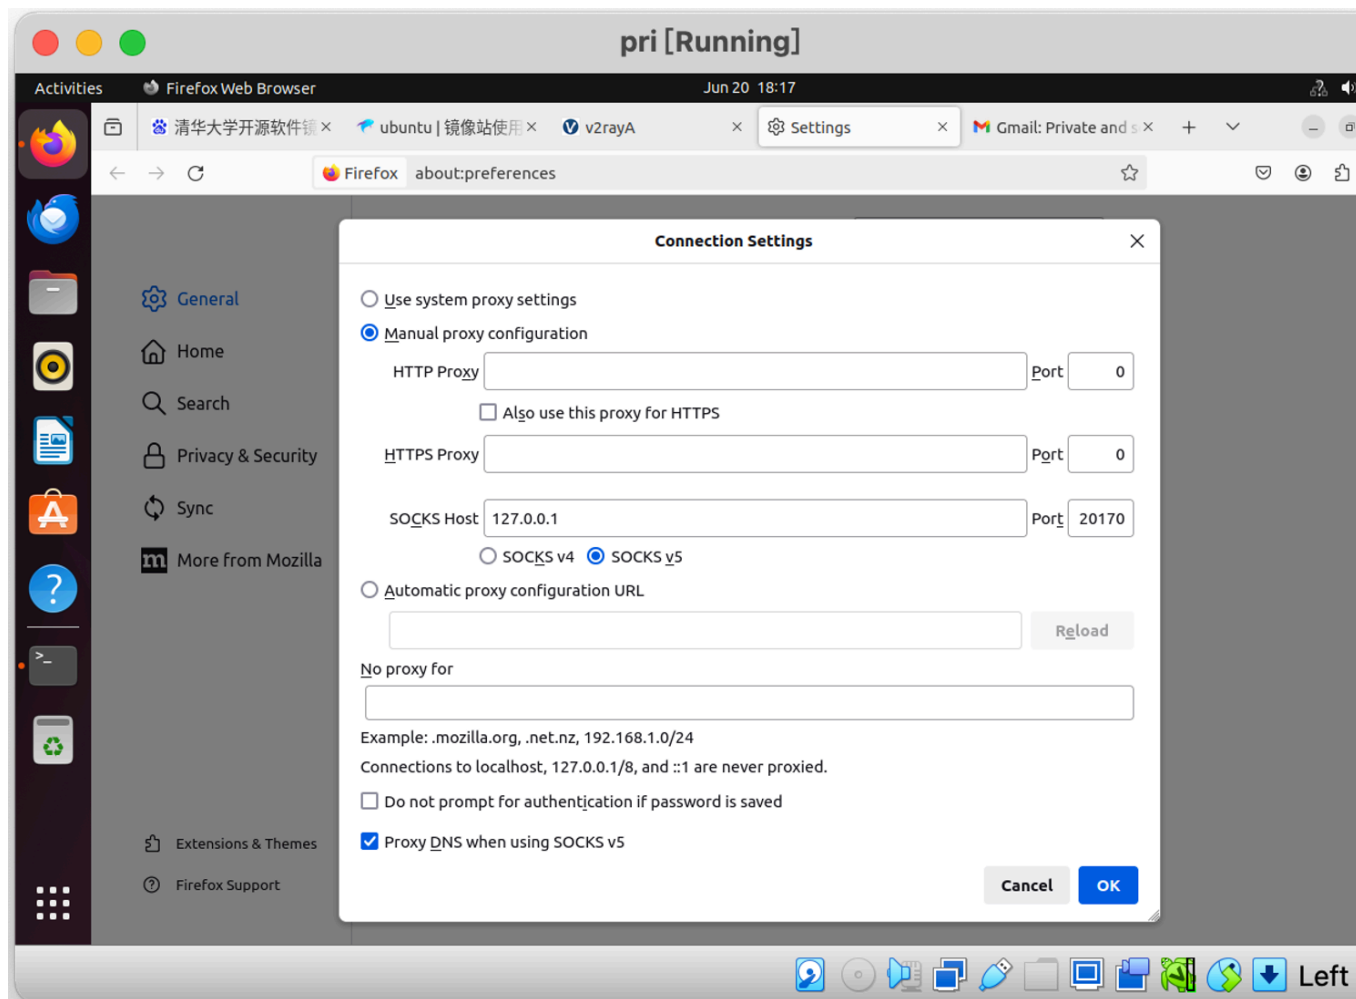 pri [Running]
Activities
Firefox Web Browser
Jun 20 18:17
清华大学开源软件镜
ubuntu | 镜像站使用
v2rayA
Settings
Gmail: Private and s
Firefox
about:preferences
Connection Settings
General
Home
Search
Privacy & Security
Sync
More from Mozilla
Extensions & Themes
Firefox Support
Use system proxy settings
Manual proxy configuration
HTTP Proxy
Port 0
Also use this proxy for HTTPS
HTTPS Proxy
Port 0
SOCKS Host 127.0.0.1
Port 20170
SOCKS v4 SOCKS v5
Automatic proxy configuration URL
Reload
No proxy for
Example: .mozilla.org, .net.nz, 192.168.1.0/24
Connections to localhost, 127.0.0.1/8, and ::1 are never proxied.
Do not prompt for authentication if password is saved
Proxy DNS when using SOCKS v5
Cancel OK
Left